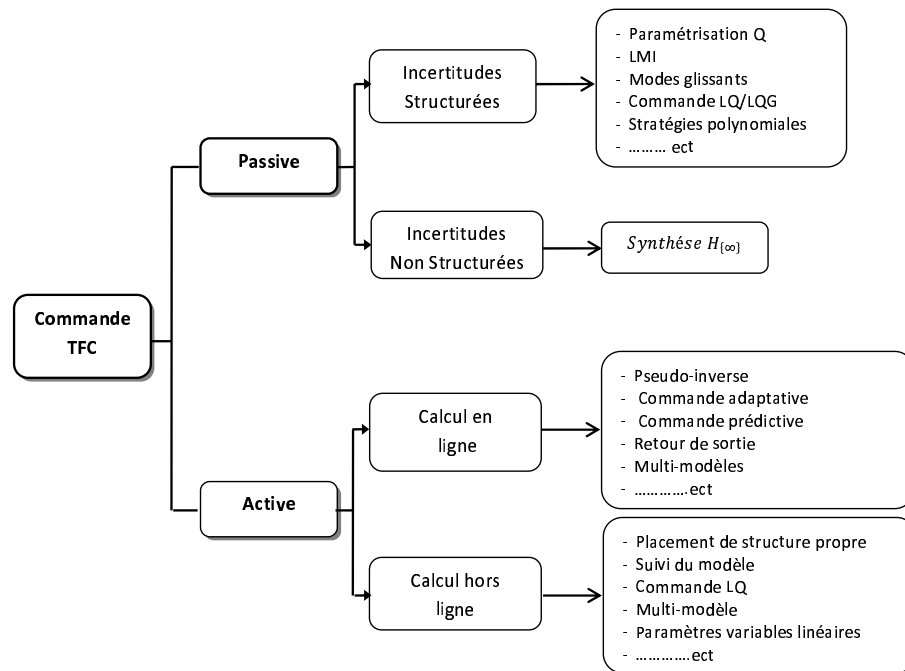 Commande
TFC
Passive
Incertitudes
Structurées
- Paramétrisation Q
- LMI
- Modes glissants
- Commande LQ/LQG
- Stratégies polynomiales
- ……… ect
Incertitudes
Non Structurées
Synthése H{∞}
Active
Calcul en
ligne
- Pseudo-inverse
- Commande adaptative
- Commande prédictive
- Retour de sortie
- Multi-modèles
- ………….ect
Calcul hors
ligne
- Placement de structure propre
- Suivi du modèle
- Commande LQ
- Multi-modèle
- Paramètres variables linéaires
- ………….ect